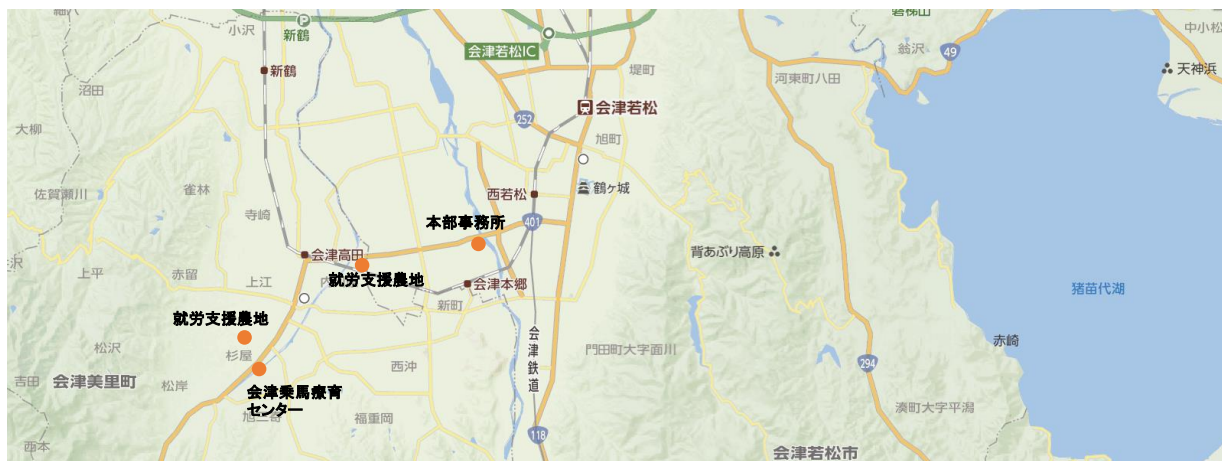 小沢
P
新鶴
新鶴
沼田
大柳
佐賀瀬川
雀林
寺崎
会津高田
上平
赤留
上江
就労支援農地
就労支援農地
杉屋
松沢
吉田
会津美里町
松岸
会津乗馬療育
センター
福重岡
西本
西沖
新町
会津本郷
本部事務所
会津若松IC
堤町
252
会津若松
旭町
鶴ヶ城
西若松
401
会津鉄道
門田町大字面川
118
背あぶり高原
会津若松市
磐梯山
翁沢
49
河東町八田
中小松
天神浜
猪苗代湖
赤崎
294
湊町大字平潟